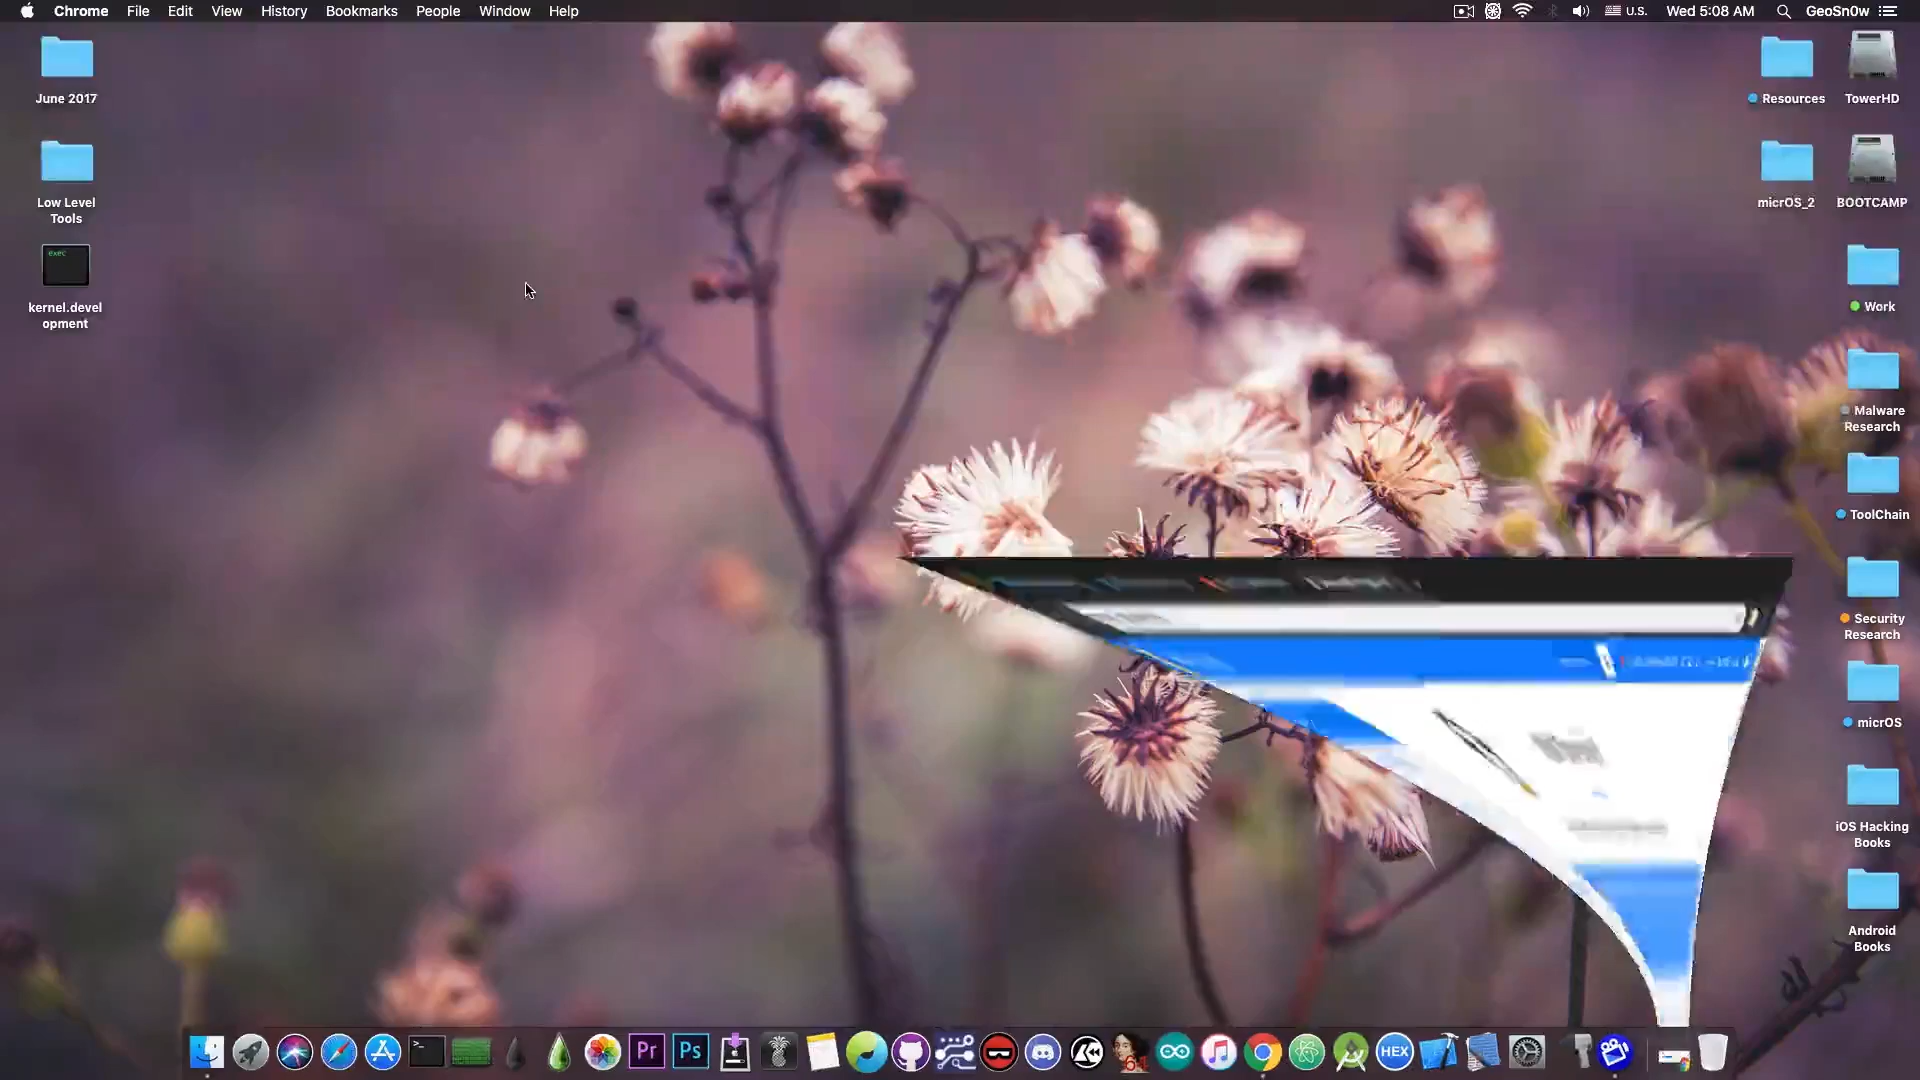 Chrome File Edit View History Bookmarks People Window Help
U.S. Wed 5:08 AM GeoSn0w
June 2017
Low Level
Tools
exec
kernel.devel
opment
Resources
TowerHD
micrOS_2
BOOTCAMP
Work
Malware
Research
ToolChain
Security
Research
micrOS
iOS Hacking
Books
Android
Books
>_
Pr
Ps
64
HEX